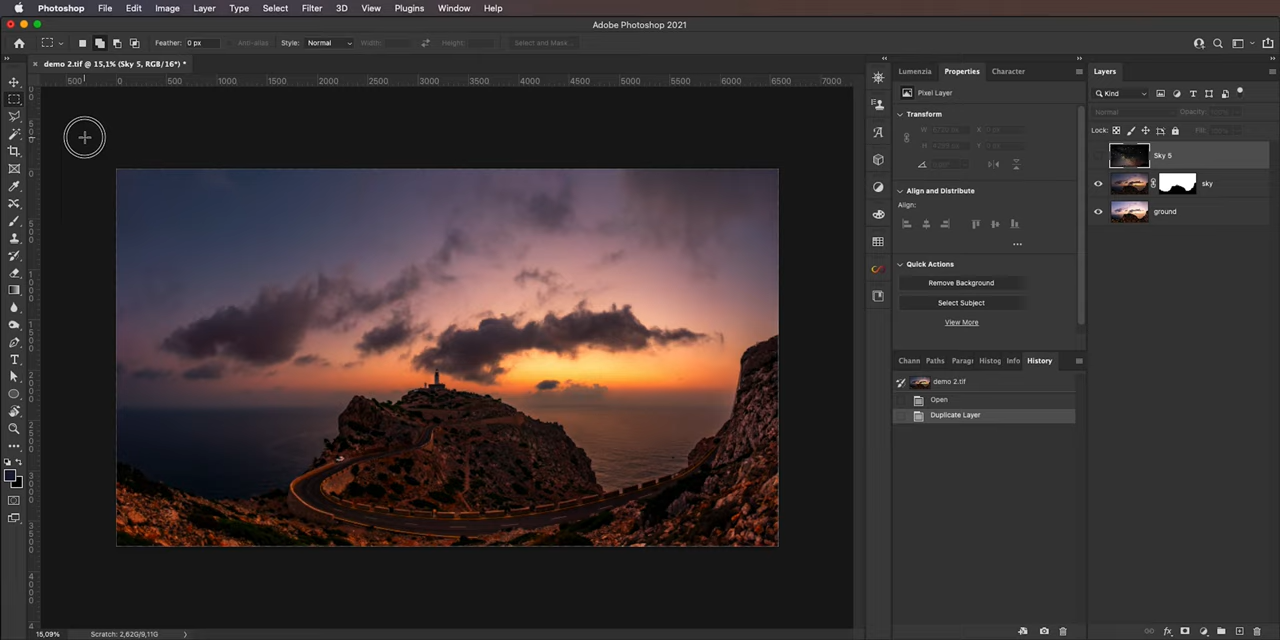 Photoshop File Edit Image Layer Type Select Filter 3D View Plugins Window Help
Adobe Photoshop 2021
Feather: 0 px Anti-alias Style: Normal Width: Height: Select and Mask...
demo 2.tif @ 15,1% (Sky 5, RGB/16*) *
500 0 500 1000 1500 2000 2500 3000 3500 4000 4500 5000 5500 6000 6500 7000
Lumenzia Properties Character
Pixel Layer
Transform
Align and Distribute
Align:
Quick Actions
Remove Background
Select Subject
View More
Chann Paths Paragr Histog Info History
demo 2.tif
Open
Duplicate Layer
Layers
Kind
Normal Opacity:
Lock: Fill:
Sky 5
sky
ground
15,09% Scratch: 2,62G/9,11G